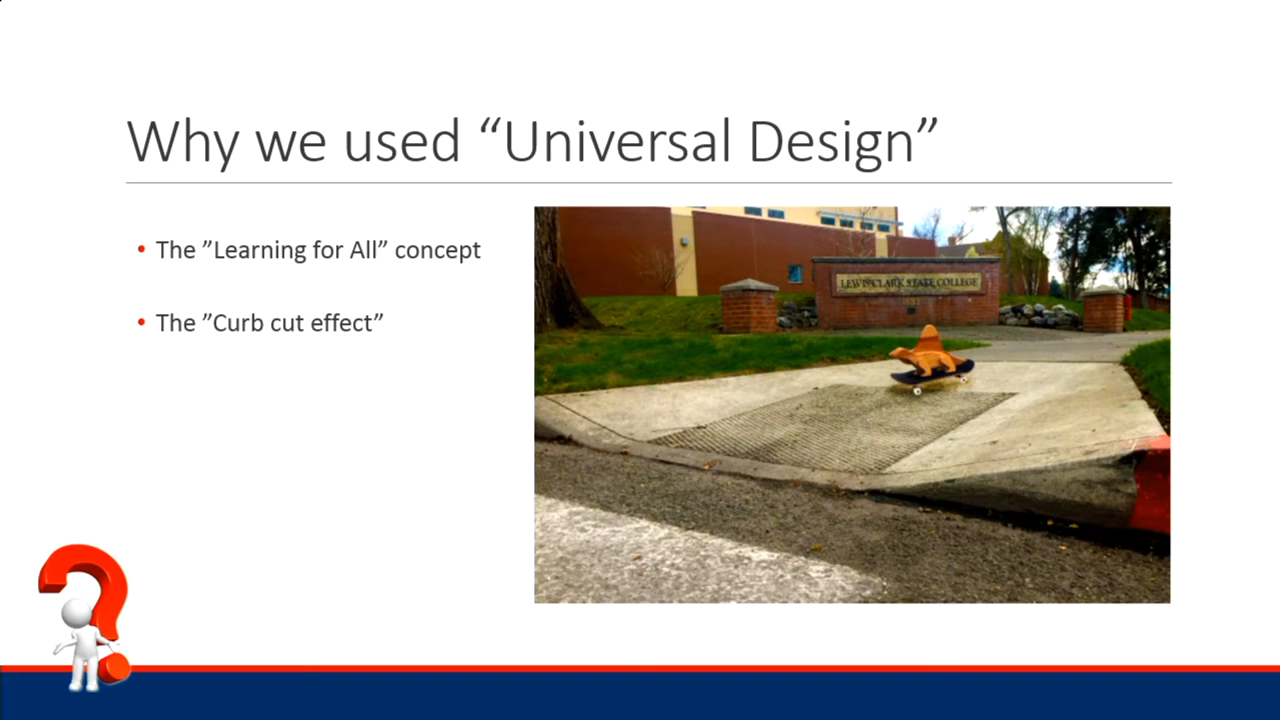 Why we used “Universal Design”
The ”Learning for All” concept
The ”Curb cut effect”
LEWIS-CLARK STATE COLLEGE